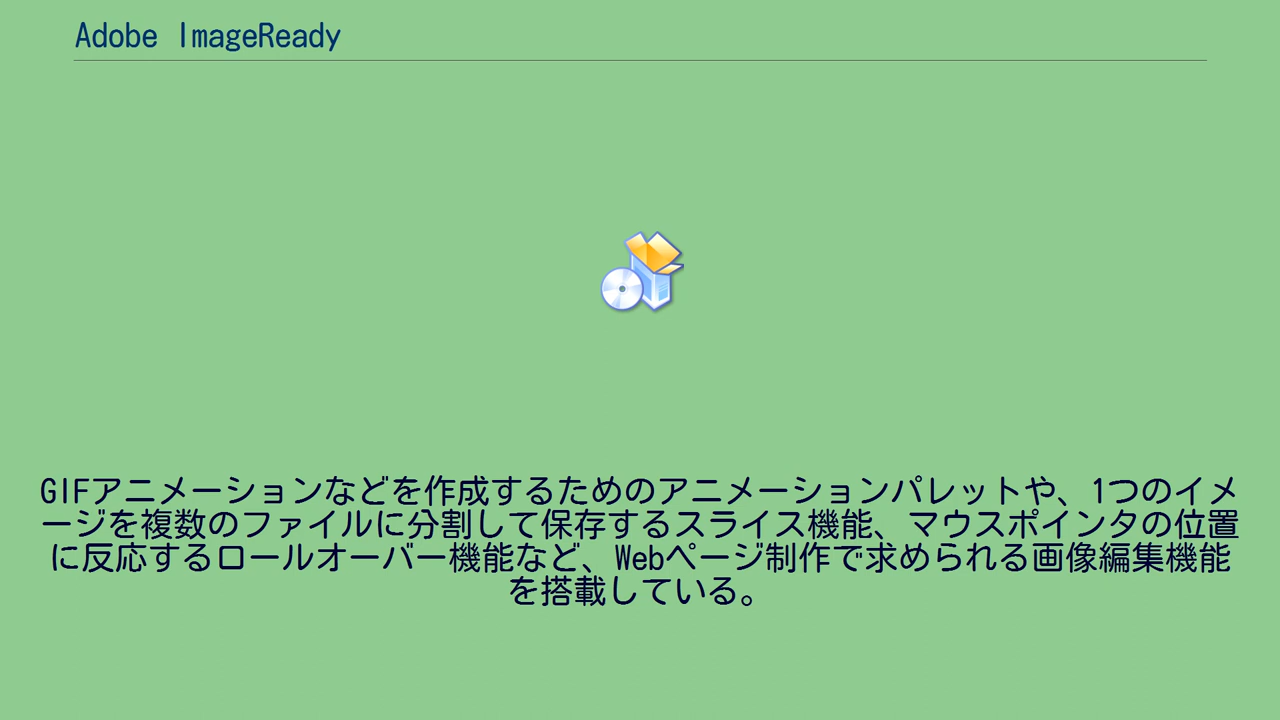 Adobe ImageReady
GIFアニメーションなどを作成するためのアニメーションパレットや、1つのイメ
ージを複数のファイルに分割して保存するスライス機能、マウスポインタの位置
に反応するロールオーバー機能など、Webページ制作で求められる画像編集機能
を搭載している。